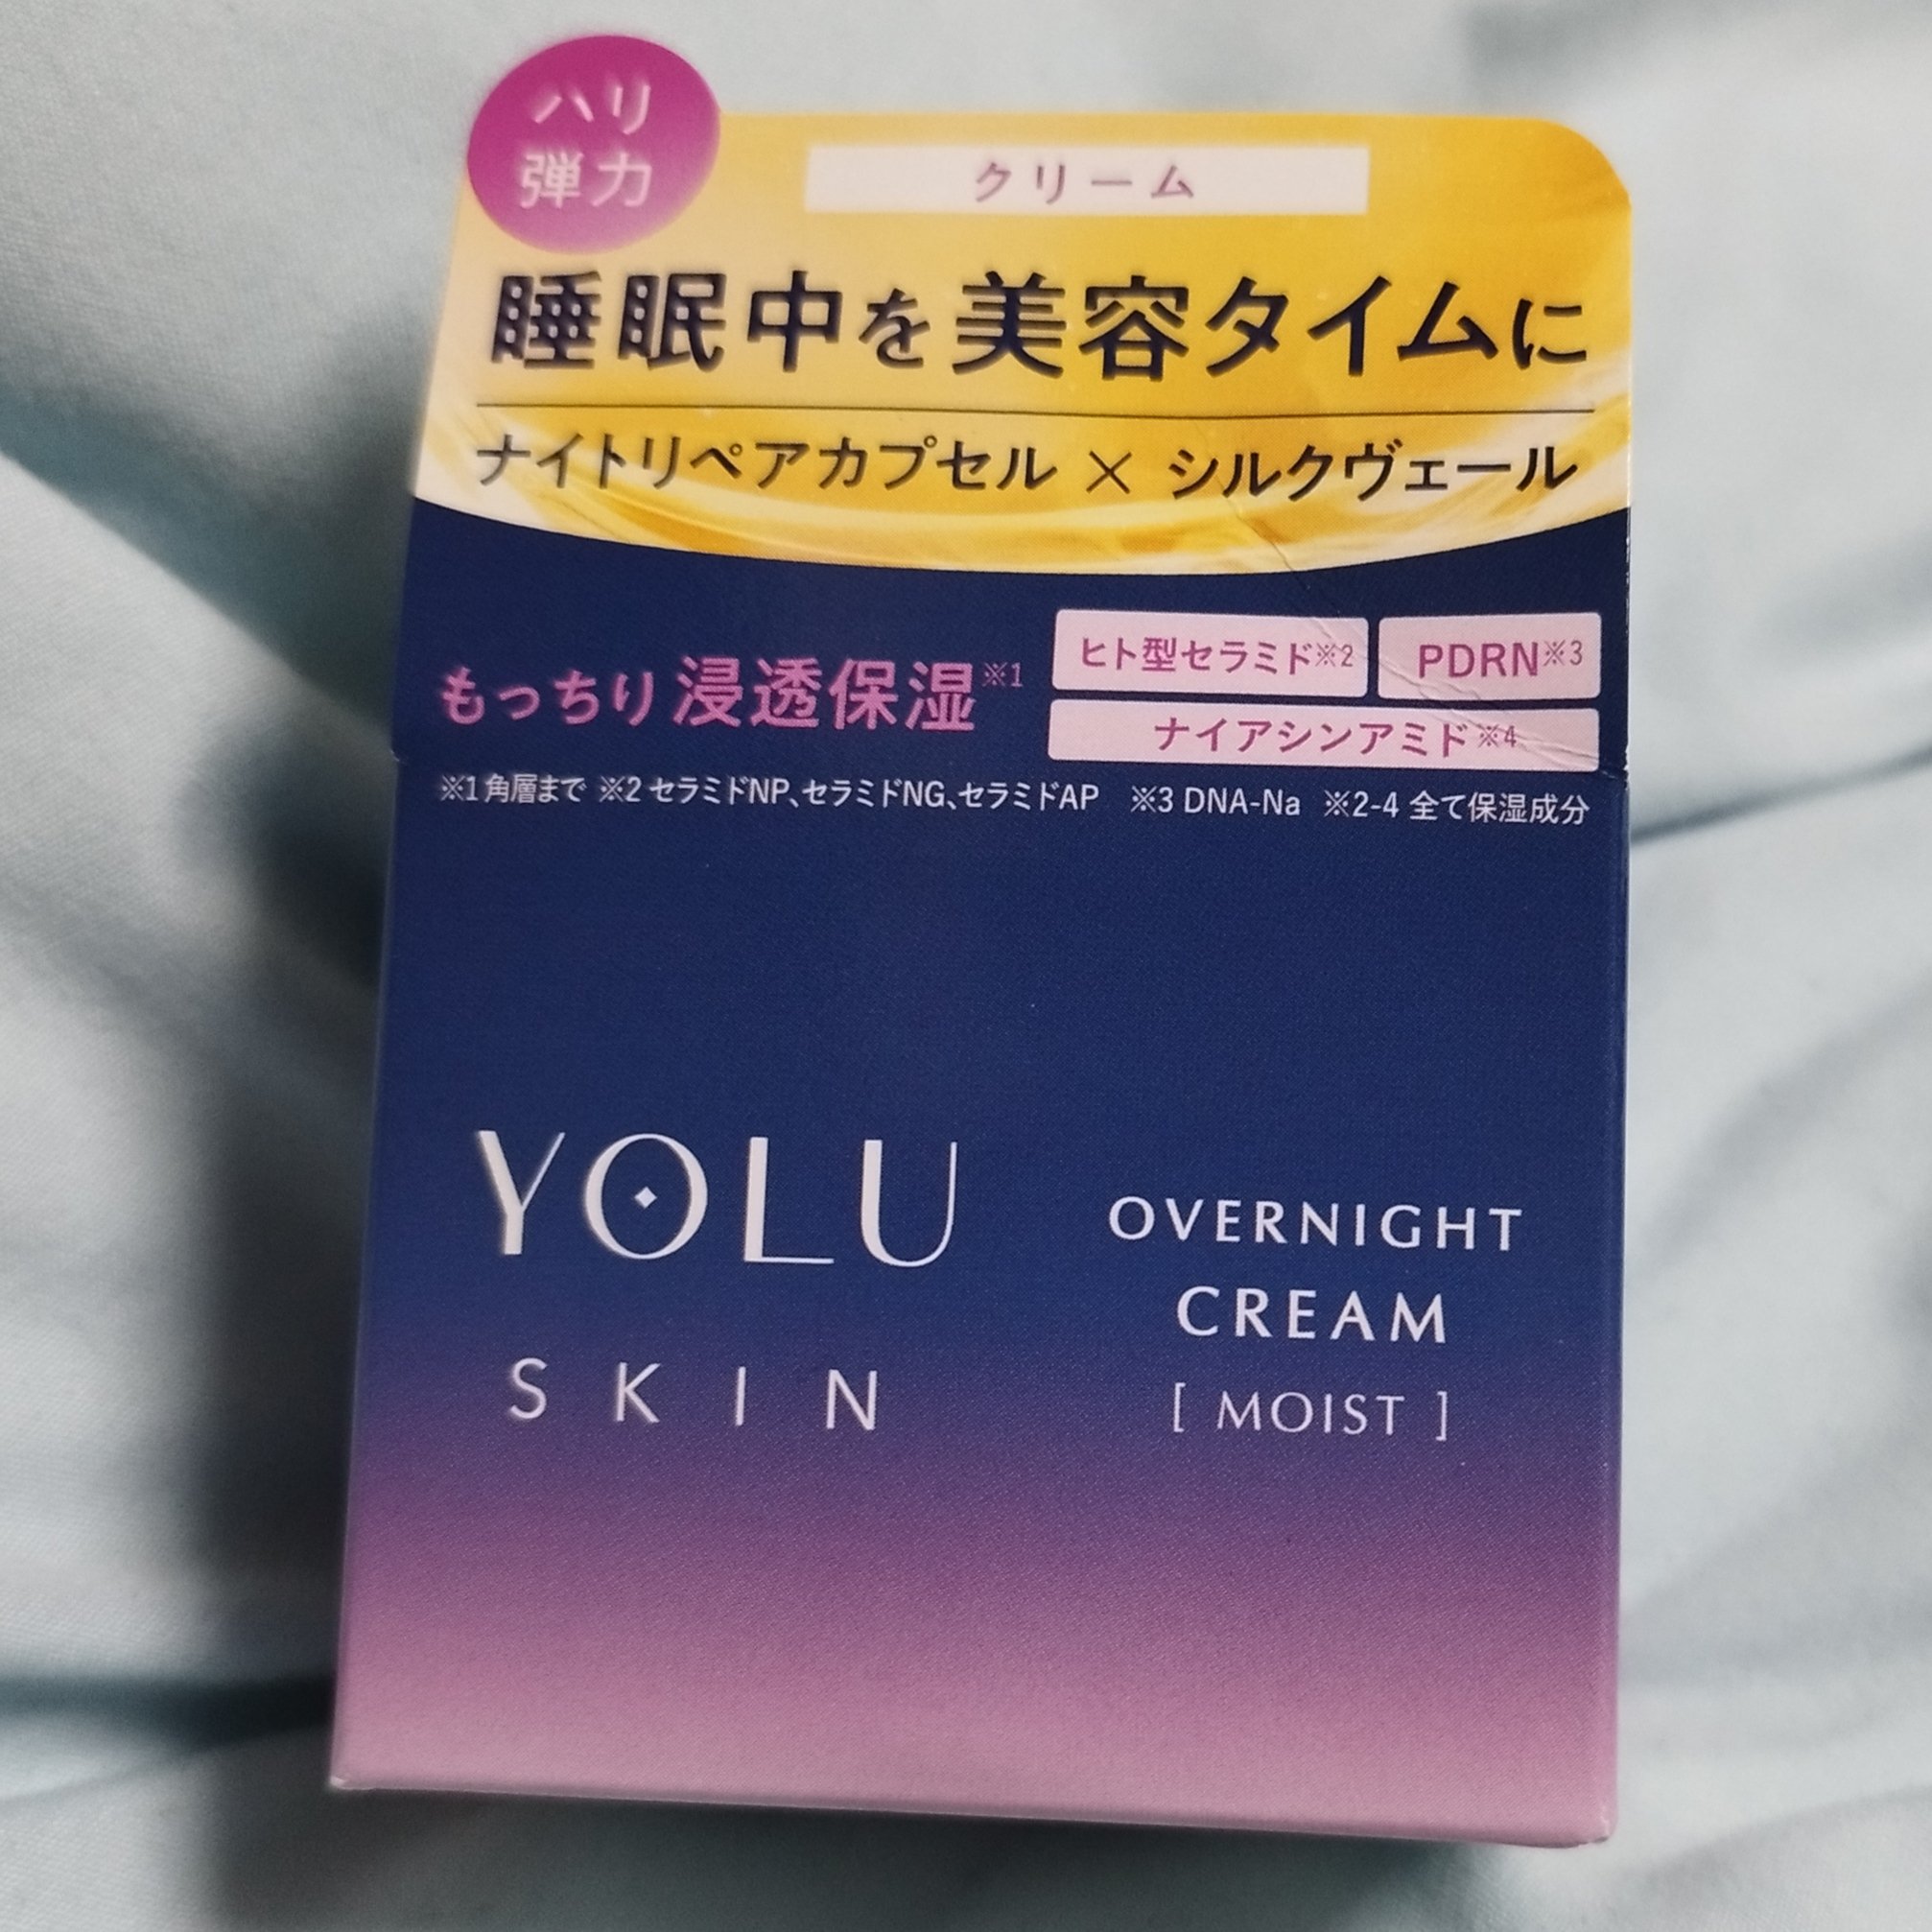 ハリ
弾力
クリーム
睡眠中を美容タイムに
ナイトリペアカプセル × シルクヴェール
もっちり浸透保湿※1
ヒト型セラミド※2
PDRN※3
ナイアシンアミド※4
※1 角層まで ※2 セラミドNP、セラミドNG、セラミドAP ※3 DNA-Na ※2-4 全て保湿成分
YOLU
SKIN
OVERNIGHT
CREAM
[ MOIST ]